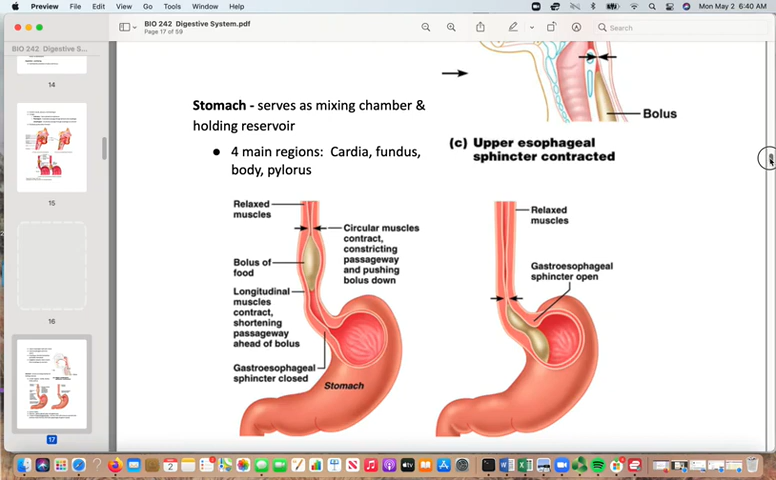 Preview File Edit View Go Tools Window Help
Mon May 2 6:40 AM
BIO 242 Digestive System.pdf
Page 17 of 59
Search
BIO 242 Digestive S...
14
15
16
17
Bolus
(c) Upper esophageal
sphincter contracted
Stomach - serves as mixing chamber &
holding reservoir
● 4 main regions: Cardia, fundus,
body, pylorus
Relaxed
muscles
Circular muscles
contract,
constricting
passageway
and pushing
bolus down
Bolus of
food
Longitudinal
muscles
contract,
shortening
passageway
ahead of bolus
Gastroesophageal
sphincter closed
Stomach
Relaxed
muscles
Gastroesophageal
sphincter open